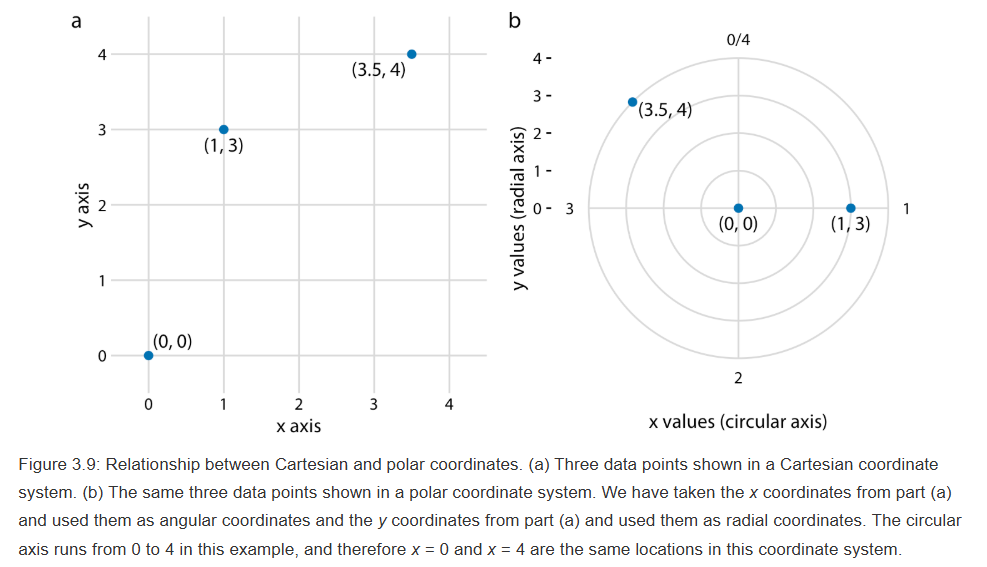 a
4
(3.5, 4)
3
(1, 3)
y axis
2
1
(0, 0)
0
0 1 2 3 4
x axis
b
0/4
4 -
3 -
(3.5, 4)
2 -
1 -
y values (radial axis)
0 - 3
1
(0, 0)
(1, 3)
2
x values (circular axis)
Figure 3.9: Relationship between Cartesian and polar coordinates. (a) Three data points shown in a Cartesian coordinate
system. (b) The same three data points shown in a polar coordinate system. We have taken the x coordinates from part (a)
and used them as angular coordinates and the y coordinates from part (a) and used them as radial coordinates. The circular
axis runs from 0 to 4 in this example, and therefore x = 0 and x = 4 are the same locations in this coordinate system.